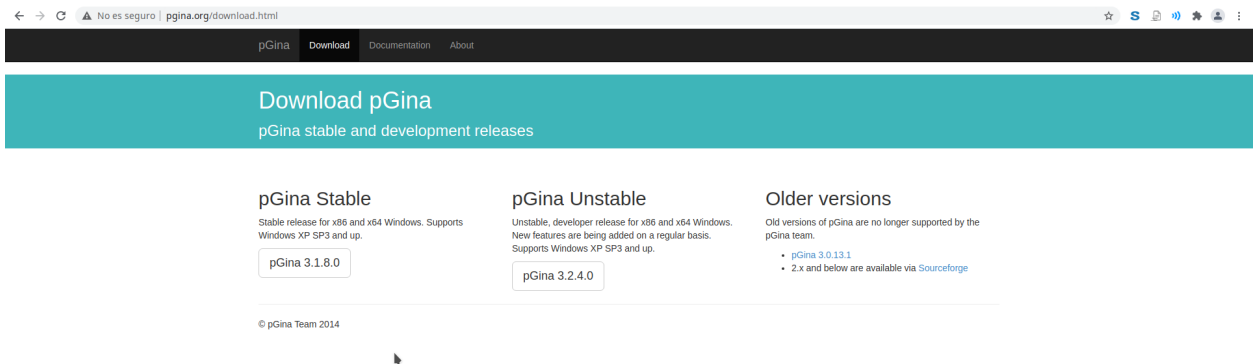 No es seguro | pgina.org/download.html
pGina Download Documentation About
Download pGina
pGina stable and development releases
pGina Stable
Stable release for x86 and x64 Windows. Supports
Windows XP SP3 and up.
pGina 3.1.8.0
pGina Unstable
Unstable, developer release for x86 and x64 Windows.
New features are being added on a regular basis.
Supports Windows XP SP3 and up.
pGina 3.2.4.0
Older versions
Old versions of pGina are no longer supported by the
pGina team.
• pGina 3.0.13.1
• 2.x and below are available via Sourceforge
© pGina Team 2014